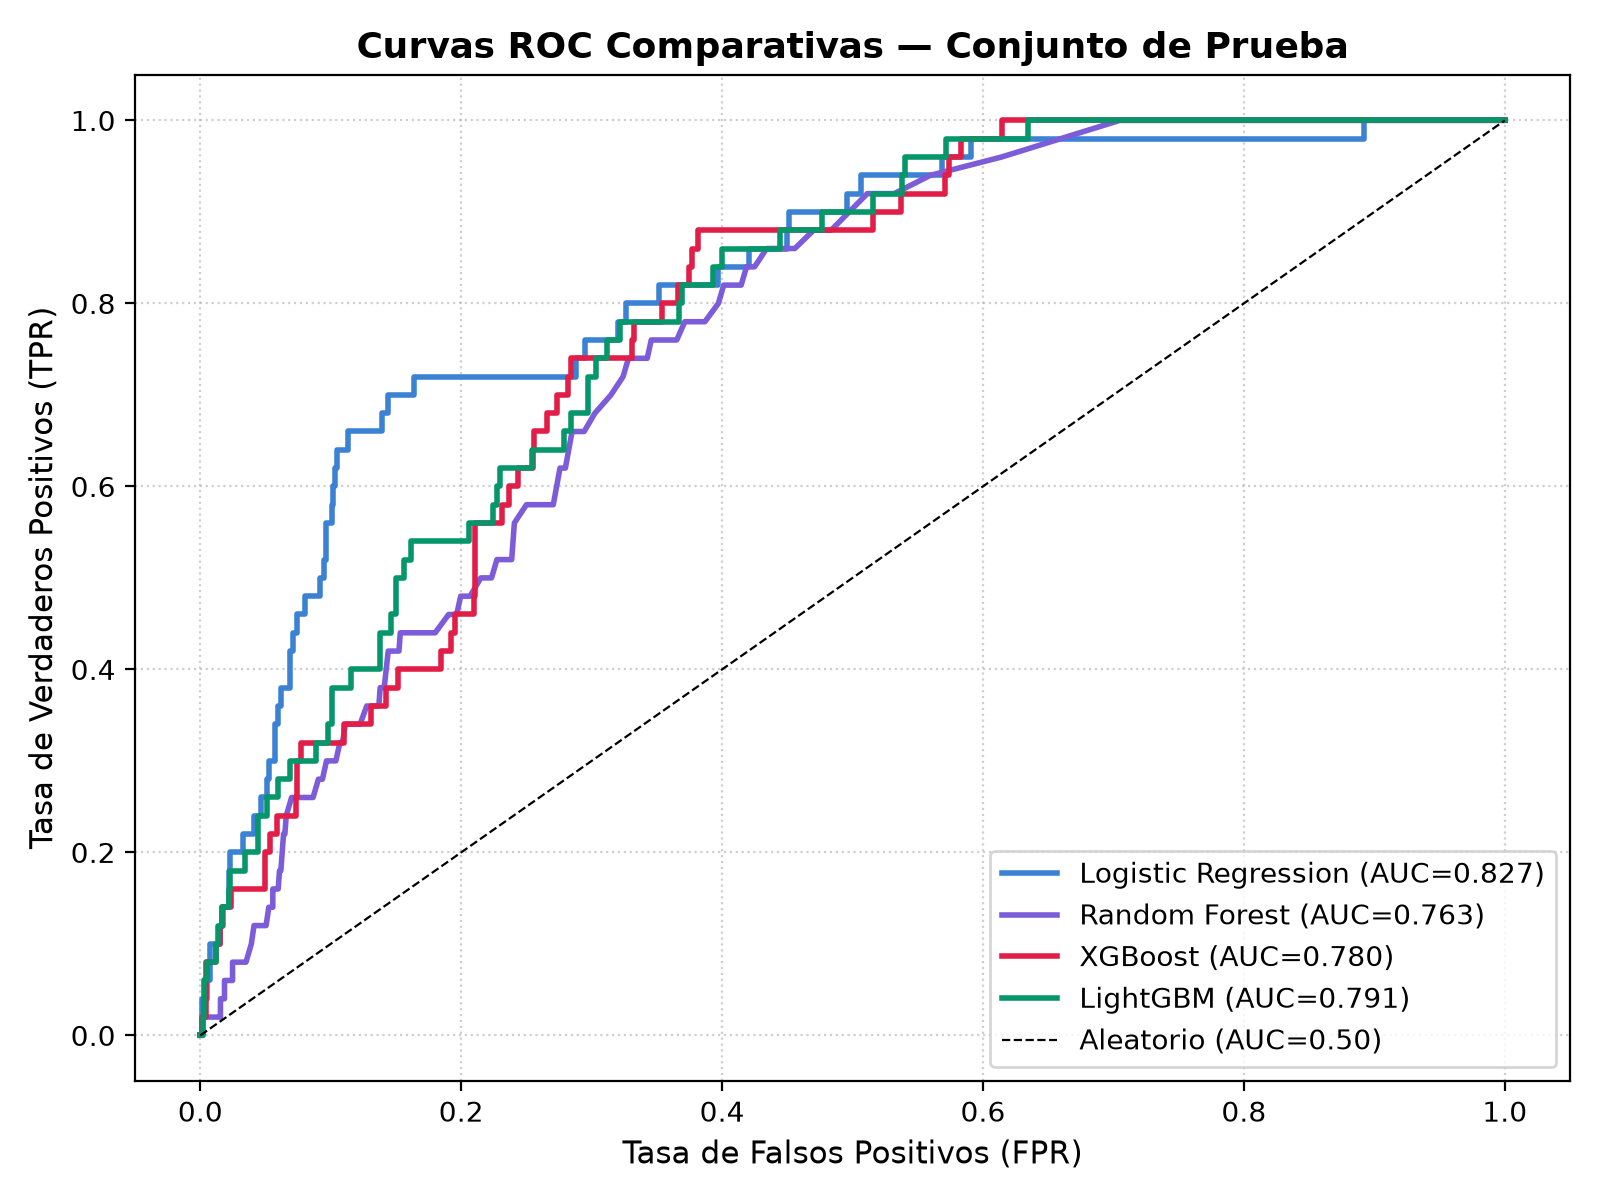 Curvas ROC Comparativas — Conjunto de Prueba
Tasa de Verdaderos Positivos (TPR)
1.0
0.8
0.6
0.4
0.2
0.0
Logistic Regression (AUC=0.827)
Random Forest (AUC=0.763)
XGBoost (AUC=0.780)
LightGBM (AUC=0.791)
Aleatorio (AUC=0.50)
0.0 0.2 0.4 0.6 0.8 1.0
Tasa de Falsos Positivos (FPR)